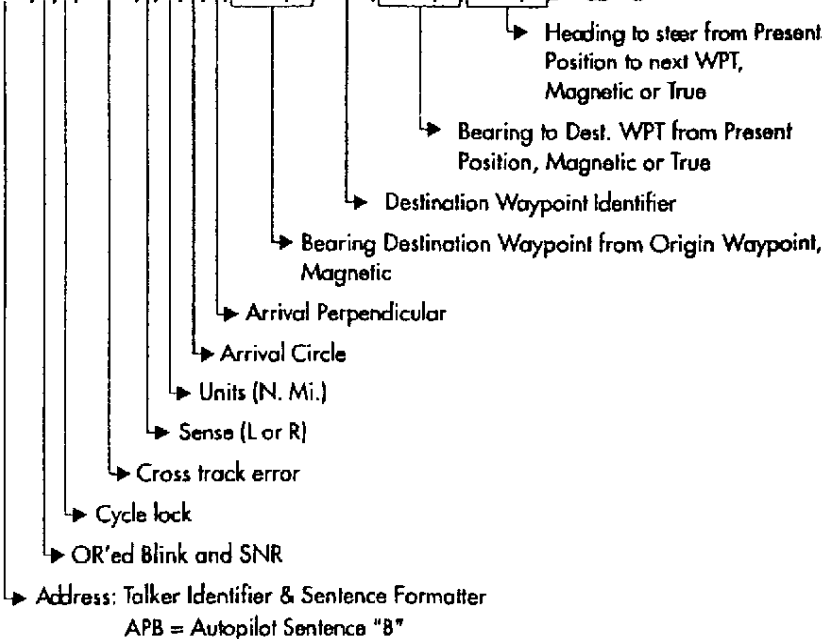 Heading to steer from Present
Position to next WPT,
Magnetic or True
Bearing to Dest. WPT from Present
Position, Magnetic or True
Destination Waypoint Identifier
Bearing Destination Waypoint from Origin Waypoint,
Magnetic
Arrival Perpendicular
Arrival Circle
Units (N. Mi.)
Sense (L or R)
Cross track error
Cycle lock
OR'ed Blink and SNR
Address: Talker Identifier & Sentence Formatter
APB = Autopilot Sentence "B"